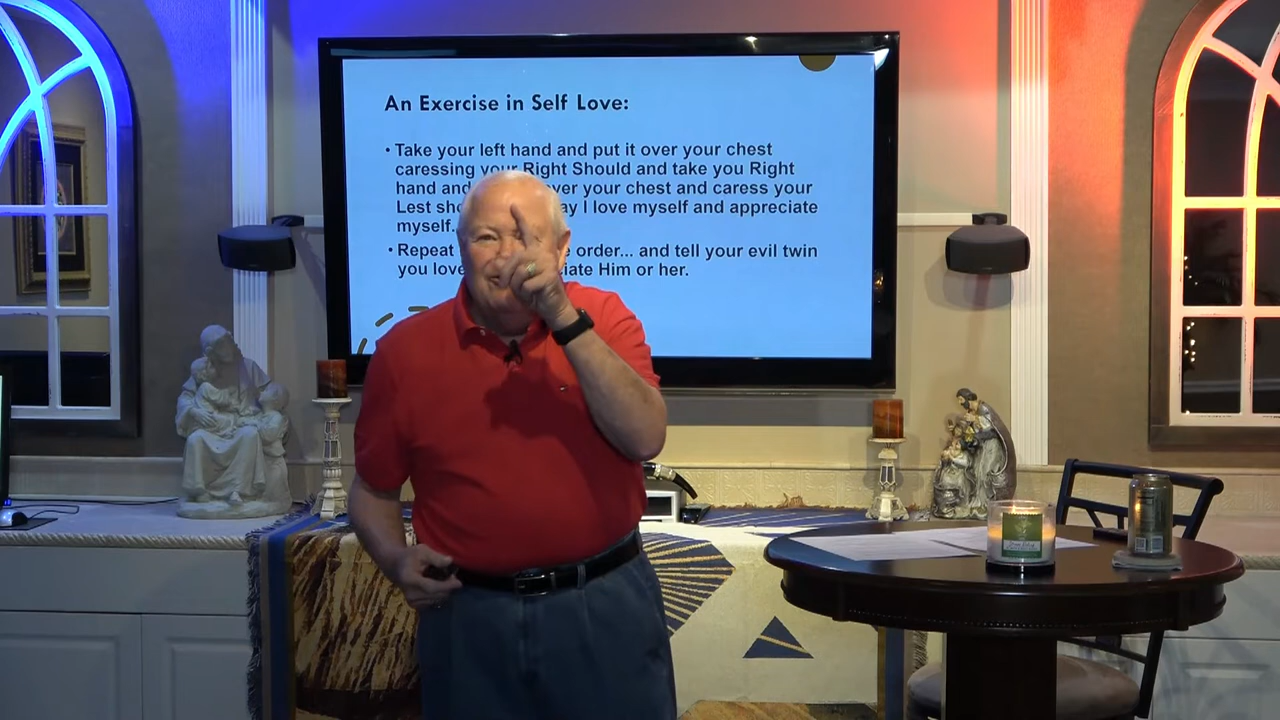 An Exercise in Self Love:
• Take your left hand and put it over your chest
caressing your Right Should and take you Right
hand and over your chest and caress your
Lest sho ay I love myself and appreciate
myself.
• Repeat order... and tell your evil twin
you love iate Him or her.